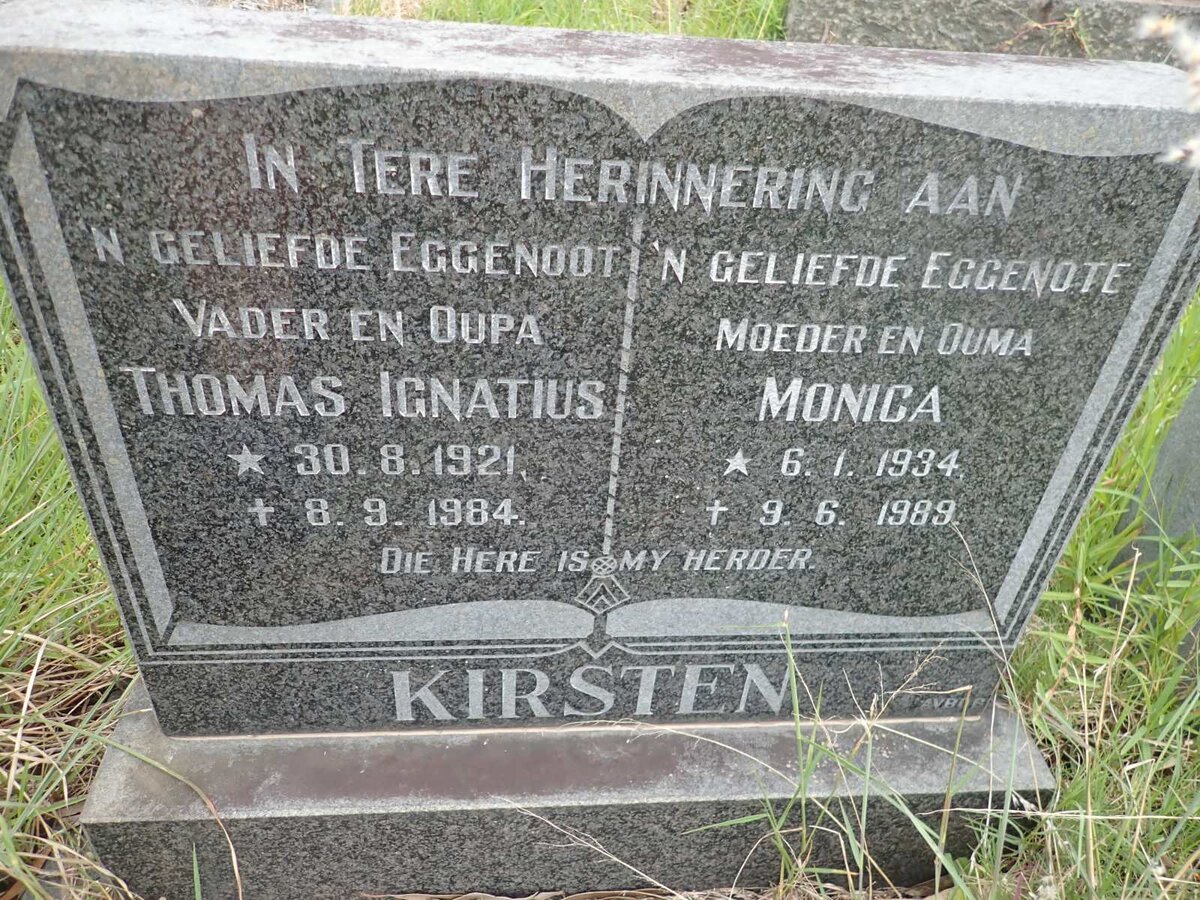 IN TERE HERINNERING AAN
'N GELIEFDE EGGENOOT
VADER EN OUPA
THOMAS IGNATIUS
★ 30.8.1921.
✝ 8.9.1984.
'N GELIEFDE EGGENOTE
MOEDER EN OUMA
MONICA
★ 6.1.1934.
✝ 9.6.1989.
DIE HERE IS MY HERDER.
KIRSTEN